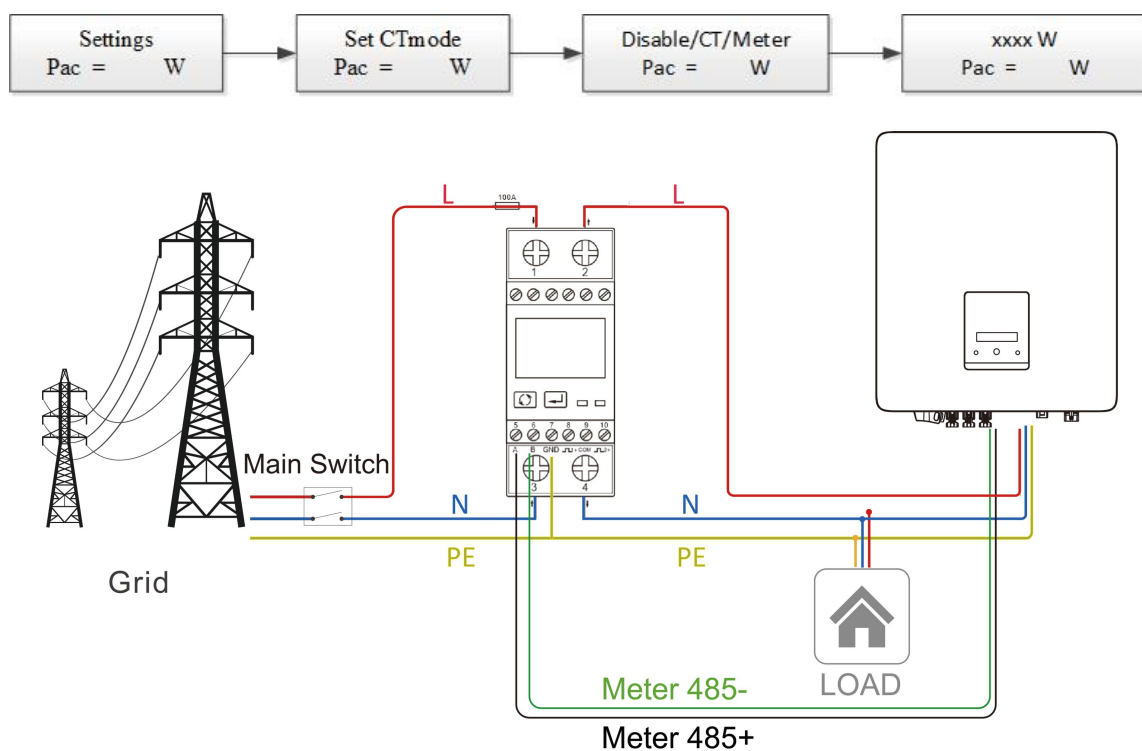 Settings
Pac =      W
Set CTmode
Pac =      W
Disable/CT/Meter
Pac =      W
xxxx W
Pac =      W
L
100A
L
1
2
5 6 7 8 9 10
A B GND + COM +
3
4
Main Switch
N
N
PE
PE
Grid
LOAD
Meter 485-
Meter 485+